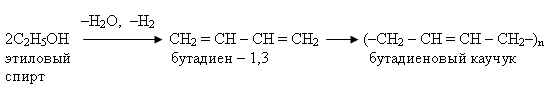 –H₂O, –H₂
2C₂H₅OH CH₂ = CH – CH = CH₂ (–CH₂ – CH = CH – CH₂–)ₙ
этиловый бутадиен – 1,3 бутадиеновый каучук
спирт